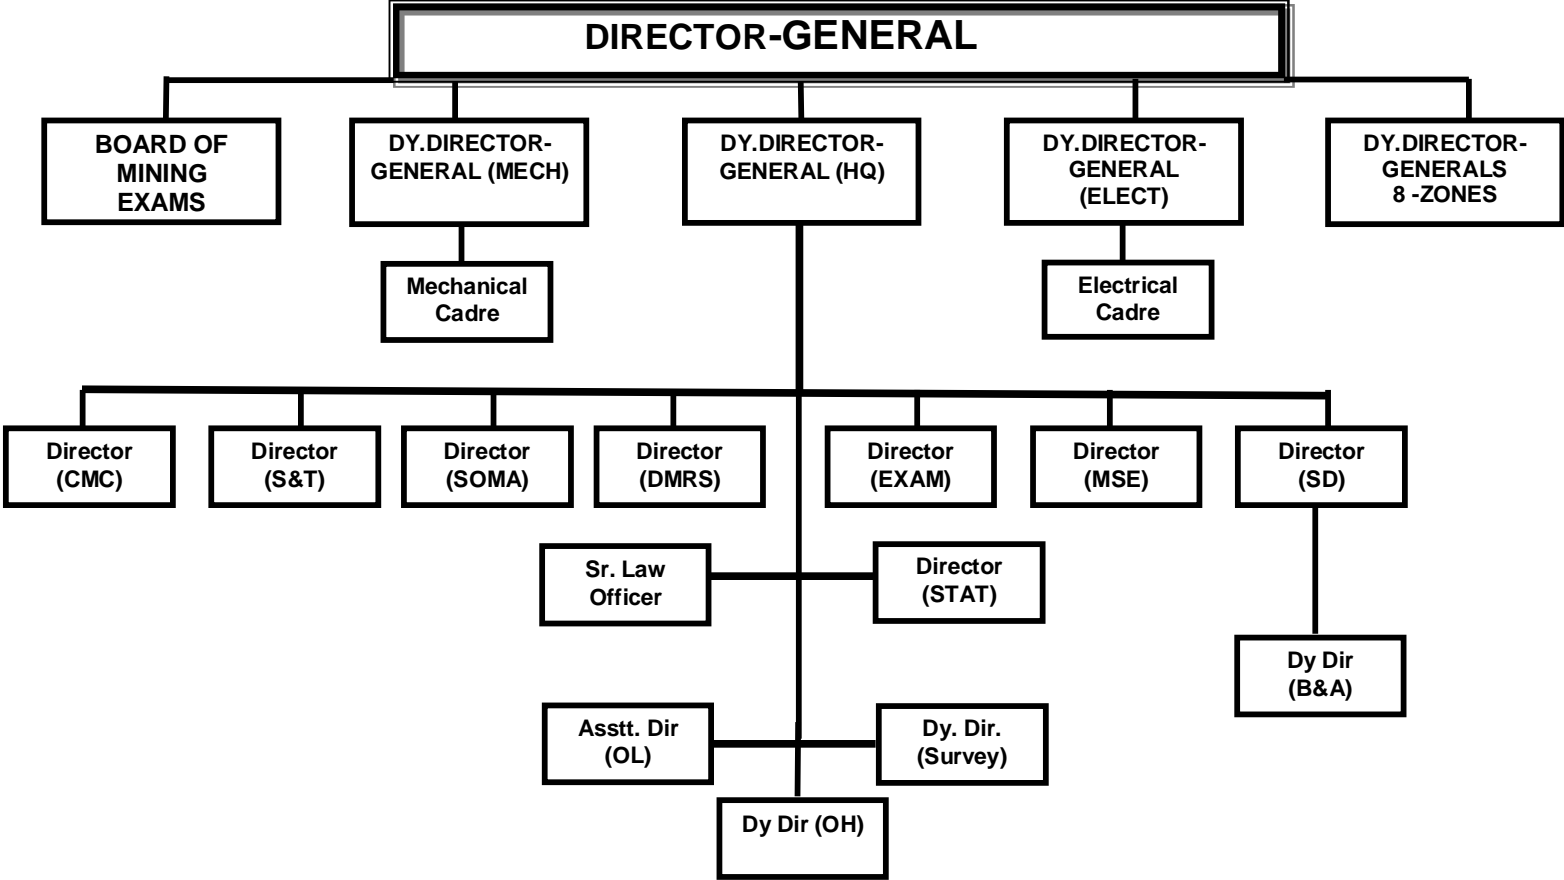 DIRECTOR-GENERAL
BOARD OF
MINING
EXAMS
DY.DIRECTOR-
GENERAL (MECH)
DY.DIRECTOR-
GENERAL (HQ)
DY.DIRECTOR-
GENERAL
(ELECT)
DY.DIRECTOR-
GENERALS
8 -ZONES
Mechanical
Cadre
Electrical
Cadre
Director
(CMC)
Director
(S&T)
Director
(SOMA)
Director
(DMRS)
Director
(EXAM)
Director
(MSE)
Director
(SD)
Sr. Law
Officer
Director
(STAT)
Dy Dir
(B&A)
Asstt. Dir
(OL)
Dy. Dir.
(Survey)
Dy Dir (OH)